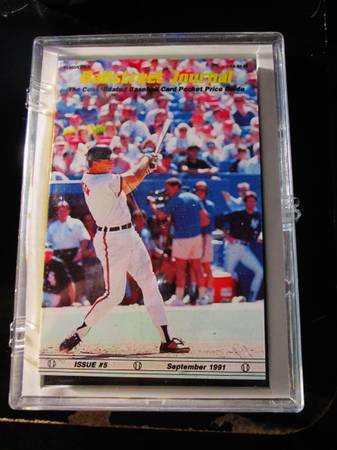 Ballstreet Journal
The Consolidated Baseball Card Pocket Price Guide
ISSUE #5
September 1991